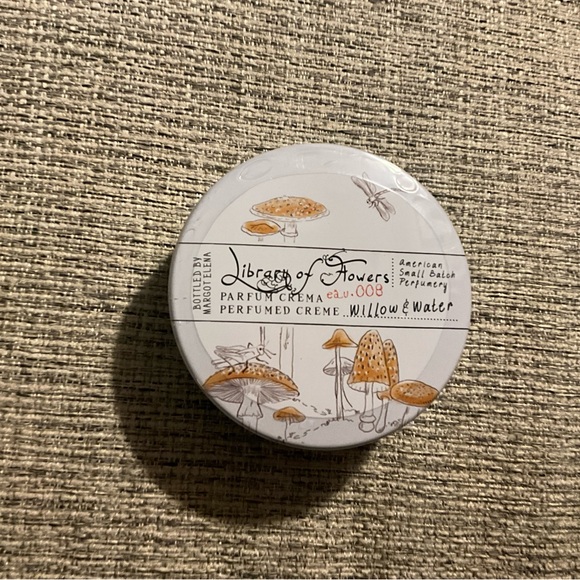 BOTTLED BY
MARGOT ELENA
Library of Flowers
American
Small Batch
Perfumery
PARFUM CREMA eau.008
PERFUMED CREME..Willow & Water